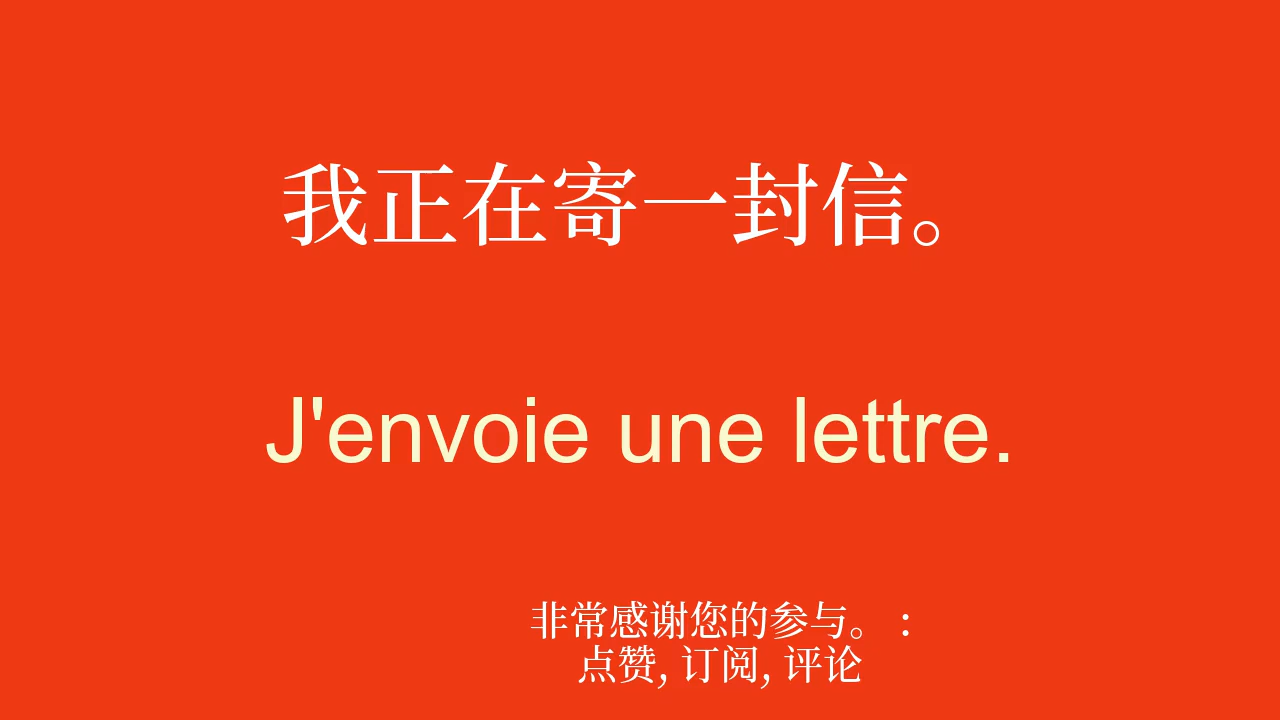 我正在寄一封信。
J'envoie une lettre.
非常感谢您的参与。 :
点赞, 订阅, 评论